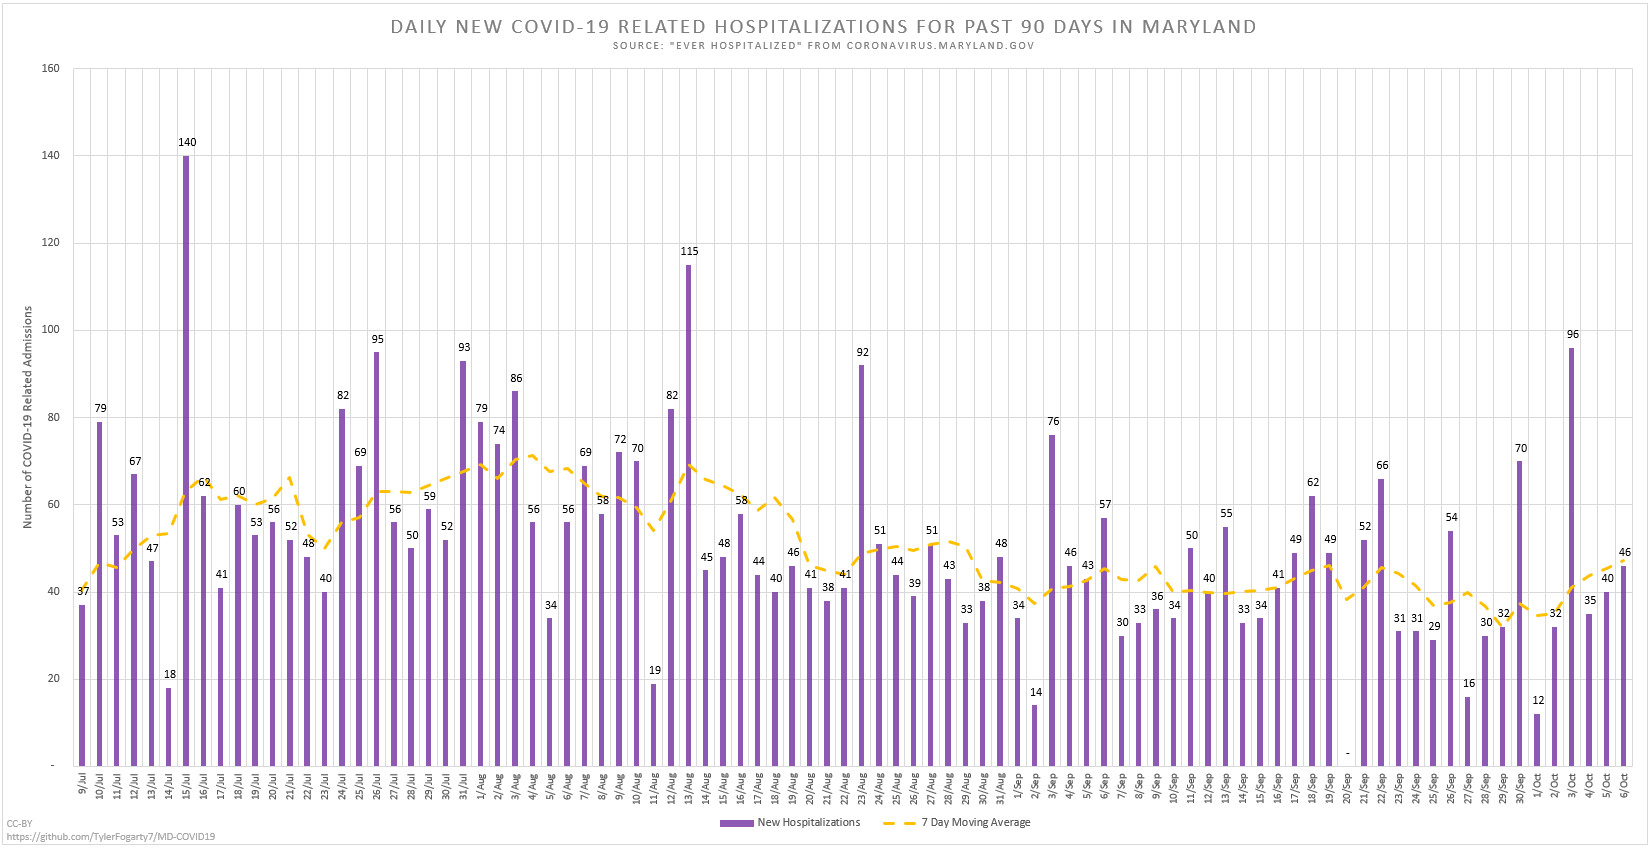 DAILY NEW COVID-19 RELATED HOSPITALIZATIONS FOR PAST 90 DAYS IN MARYLAND
SOURCE: "EVER HOSPITALIZED" FROM CORONAVIRUS.MARYLAND.GOV
Number of COVID-19 Related Admissions
160
140
120
100
80
60
40
20
-
37 79 53 67 47 18 140 62 41 60 53 56 52 48 40 82 69 95 56 50 59 52 93 79 74 86 56 34 56 69 58 72 70 19 82 115 45 48 58 44 40 46 41 38 41 92 51 44 39 51 43 33 38 48 34 14 76 46 43 57 30 33 36 34 50 40 55 33 34 41 49 62 49 - 52 66 31 31 29 54 16 30 32 70 12 32 96 35 40 46
9/Jul 10/Jul 11/Jul 12/Jul 13/Jul 14/Jul 15/Jul 16/Jul 17/Jul 18/Jul 19/Jul 20/Jul 21/Jul 22/Jul 23/Jul 24/Jul 25/Jul 26/Jul 27/Jul 28/Jul 29/Jul 30/Jul 31/Jul 1/Aug 2/Aug 3/Aug 4/Aug 5/Aug 6/Aug 7/Aug 8/Aug 9/Aug 10/Aug 11/Aug 12/Aug 13/Aug 14/Aug 15/Aug 16/Aug 17/Aug 18/Aug 19/Aug 20/Aug 21/Aug 22/Aug 23/Aug 24/Aug 25/Aug 26/Aug 27/Aug 28/Aug 29/Aug 30/Aug 31/Aug 1/Sep 2/Sep 3/Sep 4/Sep 5/Sep 6/Sep 7/Sep 8/Sep 9/Sep 10/Sep 11/Sep 12/Sep 13/Sep 14/Sep 15/Sep 16/Sep 17/Sep 18/Sep 19/Sep 20/Sep 21/Sep 22/Sep 23/Sep 24/Sep 25/Sep 26/Sep 27/Sep 28/Sep 29/Sep 30/Sep 1/Oct 2/Oct 3/Oct 4/Oct 5/Oct 6/Oct
New Hospitalizations 7 Day Moving Average
CC-BY
https://github.com/TylerFogarty7/MD-COVID19